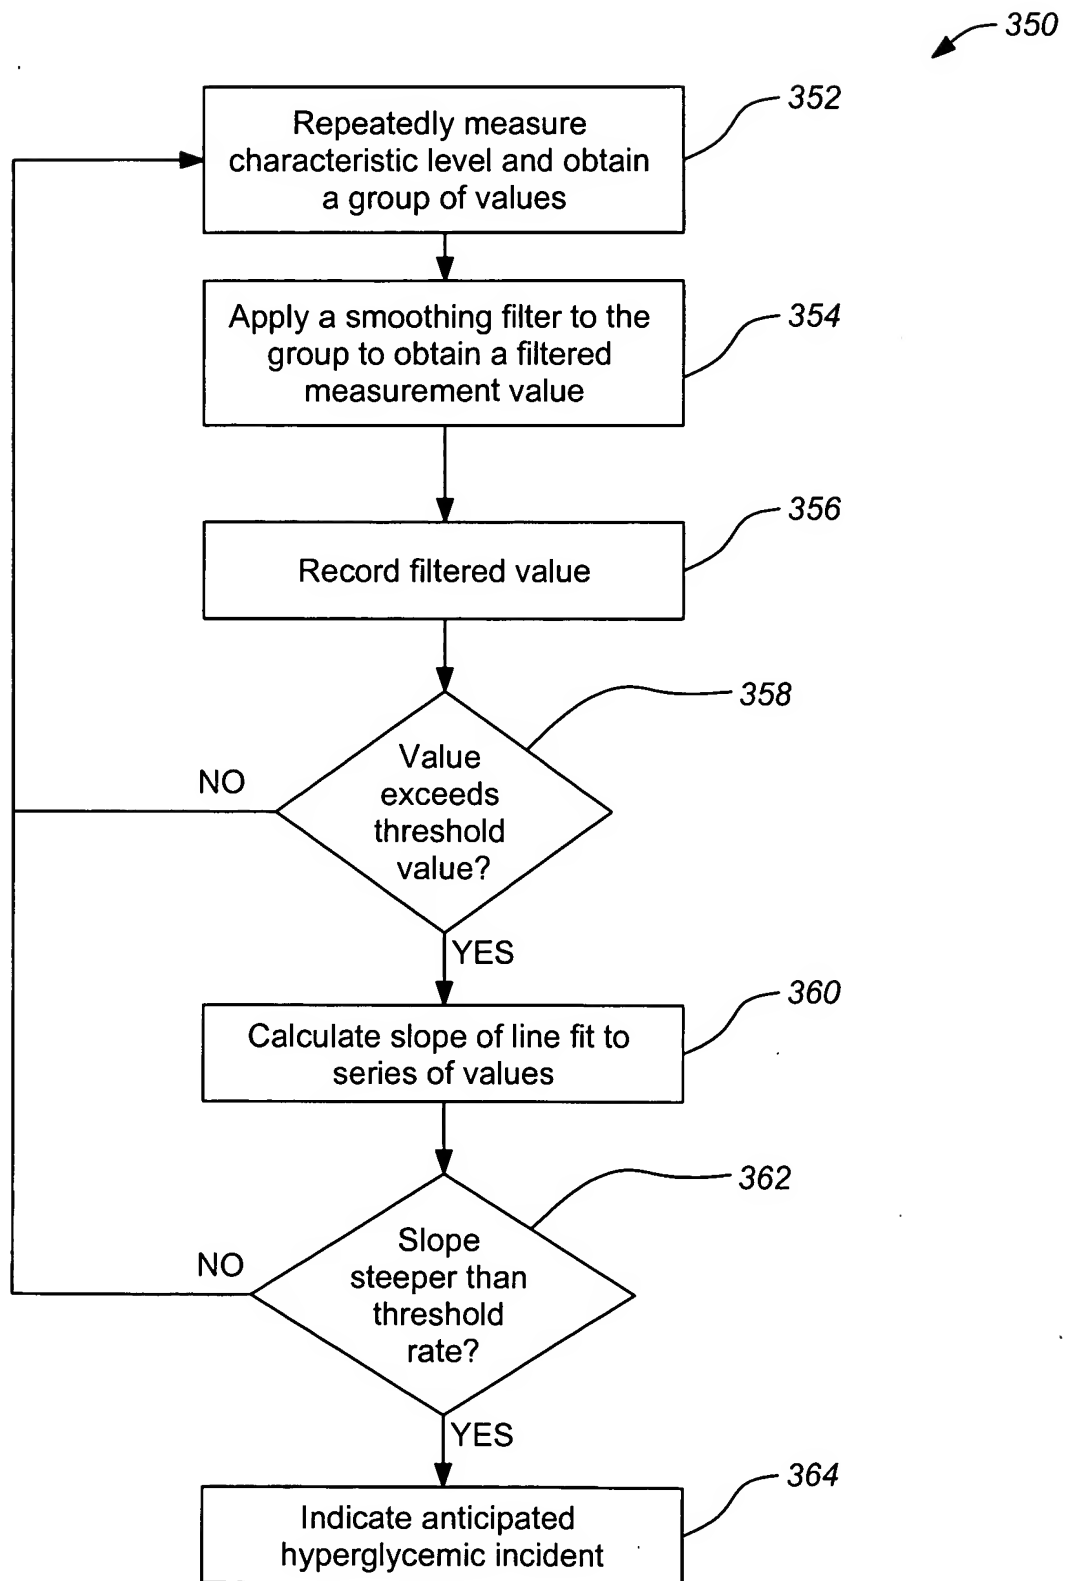 350
352
Repeatedly measure
characteristic level and obtain
a group of values
354
Apply a smoothing filter to the
group to obtain a filtered
measurement value
356
Record filtered value
358
Value
exceeds
threshold
value?
NO
YES
360
Calculate slope of line fit to
series of values
362
Slope
steeper than
threshold
rate?
NO
YES
364
Indicate anticipated
hyperglycemic incident